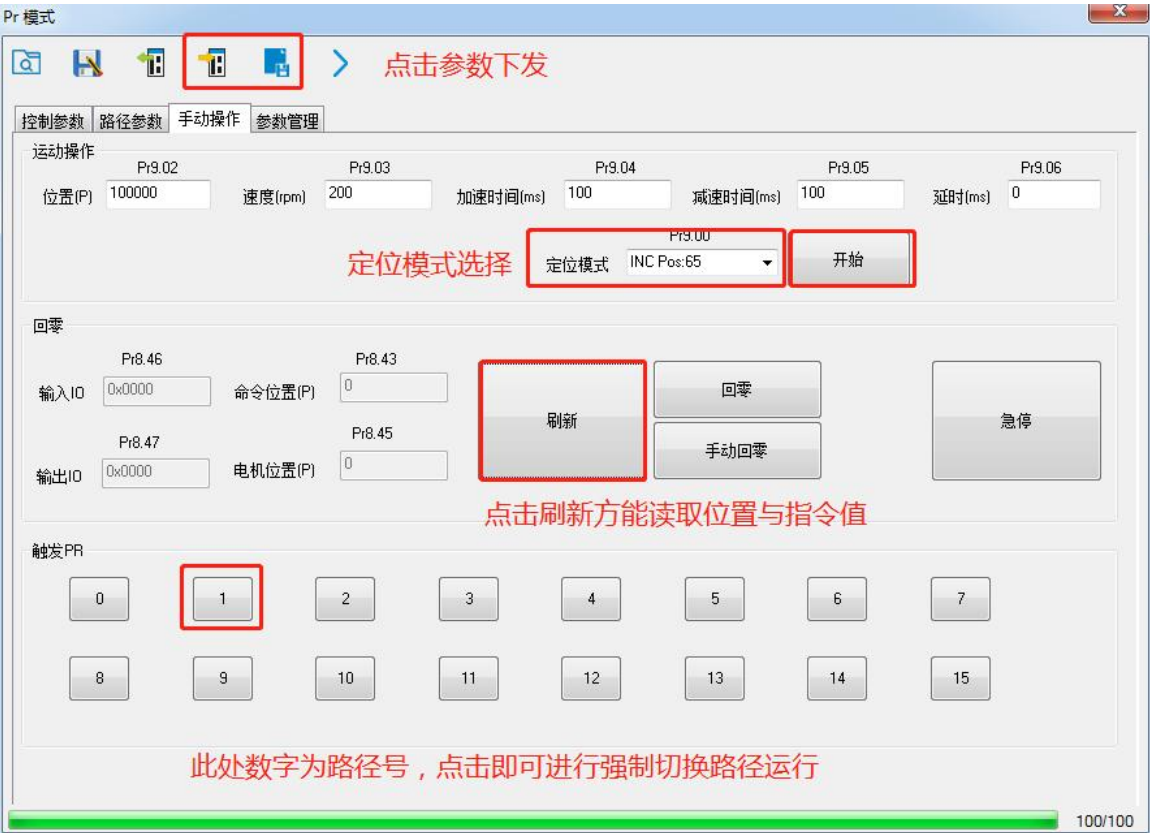 Pr 模式
点击参数下发
控制参数 路径参数 手动操作 参数管理
运动操作
Pr9.02 Pr9.03 Pr9.04 Pr9.05 Pr9.06
位置(P) 100000 速度(rpm) 200 加速时间(ms) 100 减速时间(ms) 100 延时(ms) 0
Pr9.00
定位模式选择 定位模式 INC Pos:65 开始
回零
Pr8.46 Pr8.43
输入IO 0x0000 命令位置(P) 0
刷新 回零 急停
手动回零
Pr8.47 Pr8.45
输出IO 0x0000 电机位置(P) 0
点击刷新方能读取位置与指令值
触发PR
0 1 2 3 4 5 6 7
8 9 10 11 12 13 14 15
此处数字为路径号，点击即可进行强制切换路径运行
100/100